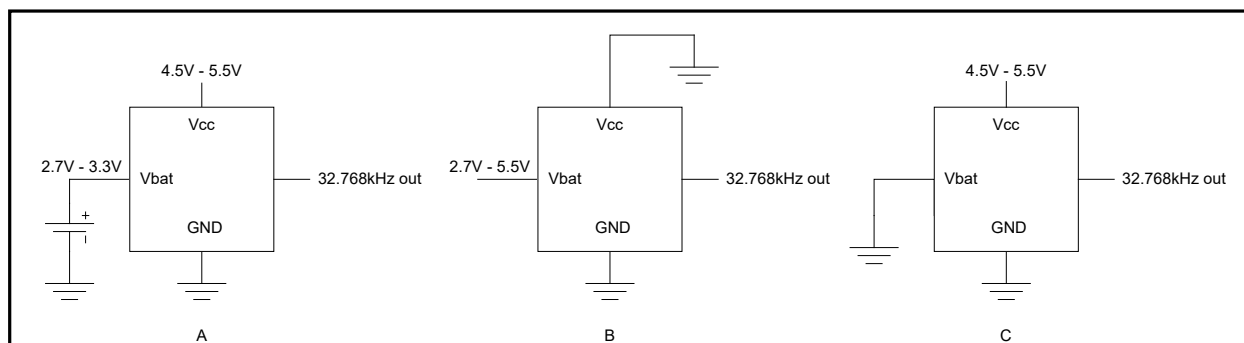 4.5V - 5.5V
Vcc
2.7V - 3.3V
Vbat
32.768kHz out
+
GND
A
Vcc
2.7V - 5.5V
Vbat
32.768kHz out
GND
B
4.5V - 5.5V
Vcc
Vbat
32.768kHz out
GND
C